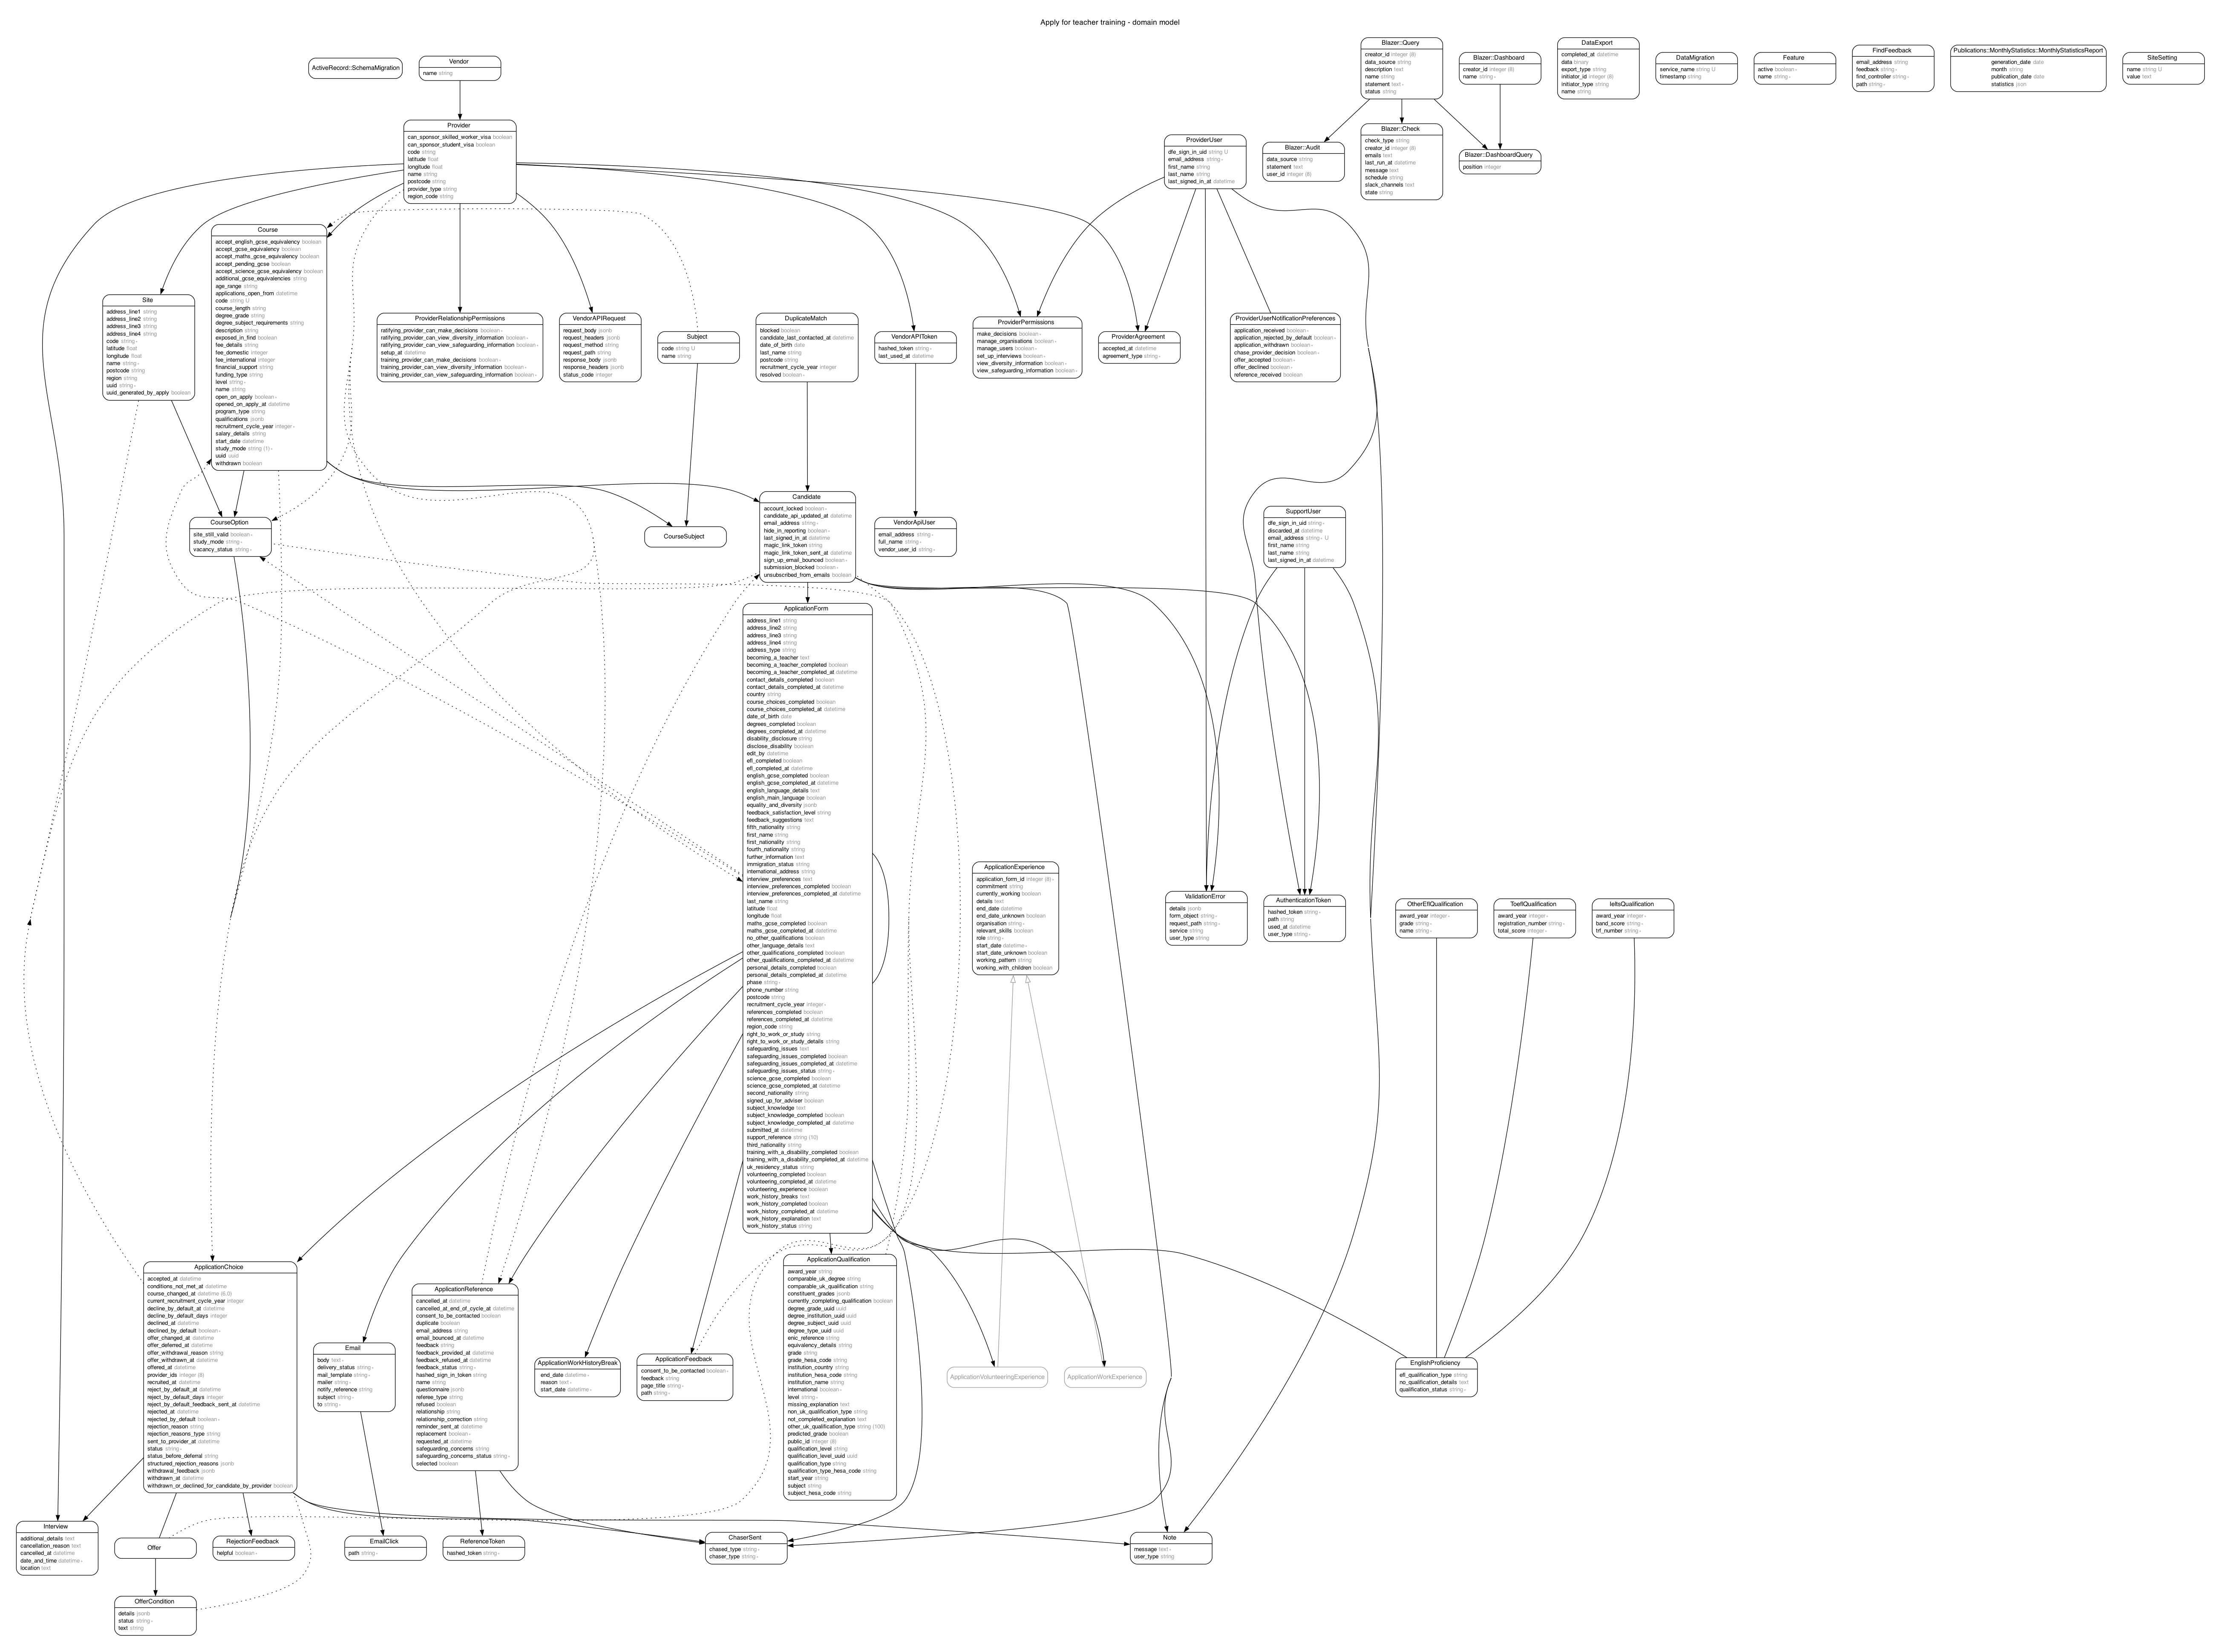 Apply for teacher training - domain model
ActiveRecord::SchemaMigration
Vendor
name string
Blazer::Query
creator_id integer (8)
data_source string
description text
name string
statement text ∗
status string
Blazer::Dashboard
creator_id integer (8)
name string ∗
DataExport
completed_at datetime
data binary
export_type string
initiator_id integer (8)
initiator_type string
name string
DataMigration
service_name string U
timestamp string
Feature
active boolean ∗
name string ∗
FindFeedback
email_address string
feedback string ∗
find_controller string ∗
path string ∗
Publications::MonthlyStatistics::MonthlyStatisticsReport
generation_date date
month string
publication_date date
statistics json
SiteSetting
name string U
value text
Provider
can_sponsor_skilled_worker_visa boolean
can_sponsor_student_visa boolean
code string
latitude float
longitude float
name string
postcode string
provider_type string
region_code string
ProviderUser
dfe_sign_in_uid string U
email_address string ∗
first_name string
last_name string
last_signed_in_at datetime
Blazer::Audit
data_source string
statement text
user_id integer (8)
Blazer::Check
check_type string
creator_id integer (8)
emails text
last_run_at datetime
message text
schedule string
slack_channels text
state string
Blazer::DashboardQuery
position integer
Course
accept_english_gcse_equivalency boolean
accept_gcse_equivalency boolean
accept_maths_gcse_equivalency boolean
accept_pending_gcse boolean
accept_science_gcse_equivalency boolean
additional_gcse_equivalencies string
age_range string
applications_open_from datetime
code string U
course_length string
degree_grade string
degree_subject_requirements string
description string
exposed_in_find boolean
fee_details string
fee_domestic integer
fee_international integer
financial_support string
funding_type string
level string ∗
name string
open_on_apply boolean ∗
opened_on_apply_at datetime
program_type string
qualifications jsonb
recruitment_cycle_year integer ∗
salary_details string
start_date datetime
study_mode string (1) ∗
uuid uuid
withdrawn boolean
Site
address_line1 string
address_line2 string
address_line3 string
address_line4 string
code string ∗
latitude float
longitude float
name string ∗
postcode string
region string
uuid string ∗
uuid_generated_by_apply boolean
ProviderRelationshipPermissions
ratifying_provider_can_make_decisions boolean ∗
ratifying_provider_can_view_diversity_information boolean ∗
ratifying_provider_can_view_safeguarding_information boolean ∗
setup_at datetime
training_provider_can_make_decisions boolean ∗
training_provider_can_view_diversity_information boolean ∗
training_provider_can_view_safeguarding_information boolean ∗
VendorAPIRequest
request_body jsonb
request_headers jsonb
request_method string
request_path string
response_body jsonb
response_headers jsonb
status_code integer
Subject
code string U
name string
DuplicateMatch
blocked boolean
candidate_last_contacted_at datetime
date_of_birth date
last_name string
postcode string
recruitment_cycle_year integer
resolved boolean ∗
VendorAPIToken
hashed_token string ∗
last_used_at datetime
ProviderPermissions
make_decisions boolean ∗
manage_organisations boolean ∗
manage_users boolean ∗
set_up_interviews boolean ∗
view_diversity_information boolean ∗
view_safeguarding_information boolean ∗
ProviderAgreement
accepted_at datetime
agreement_type string ∗
ProviderUserNotificationPreferences
application_received boolean ∗
application_rejected_by_default boolean ∗
application_withdrawn boolean ∗
chase_provider_decision boolean ∗
offer_accepted boolean ∗
offer_declined boolean ∗
reference_received boolean
CourseOption
site_still_valid boolean ∗
study_mode string ∗
vacancy_status string ∗
CourseSubject
Candidate
account_locked boolean ∗
candidate_api_updated_at datetime
email_address string ∗
hide_in_reporting boolean ∗
last_signed_in_at datetime
magic_link_token string
magic_link_token_sent_at datetime
sign_up_email_bounced boolean ∗
submission_blocked boolean ∗
unsubscribed_from_emails boolean
VendorApiUser
email_address string ∗
full_name string ∗
vendor_user_id string ∗
SupportUser
dfe_sign_in_uid string ∗
discarded_at datetime
email_address string ∗ U
first_name string
last_name string
last_signed_in_at datetime
ApplicationForm
address_line1 string
address_line2 string
address_line3 string
address_line4 string
address_type string
becoming_a_teacher text
becoming_a_teacher_completed boolean
becoming_a_teacher_completed_at datetime
contact_details_completed boolean
contact_details_completed_at datetime
country string
course_choices_completed boolean
course_choices_completed_at datetime
date_of_birth date
degrees_completed boolean
degrees_completed_at datetime
disability_disclosure string
disclose_disability boolean
edit_by datetime
efl_completed boolean
efl_completed_at datetime
english_gcse_completed boolean
english_gcse_completed_at datetime
english_language_details text
english_main_language boolean
equality_and_diversity jsonb
feedback_satisfaction_level string
feedback_suggestions text
fifth_nationality string
first_name string
first_nationality string
fourth_nationality string
further_information text
immigration_status string
international_address string
interview_preferences text
interview_preferences_completed boolean
interview_preferences_completed_at datetime
last_name string
latitude float
longitude float
maths_gcse_completed boolean
maths_gcse_completed_at datetime
no_other_qualifications boolean
other_language_details text
other_qualifications_completed boolean
other_qualifications_completed_at datetime
personal_details_completed boolean
personal_details_completed_at datetime
phase string ∗
phone_number string
postcode string
recruitment_cycle_year integer ∗
references_completed boolean
references_completed_at datetime
region_code string
right_to_work_or_study string
right_to_work_or_study_details string
safeguarding_issues text
safeguarding_issues_completed boolean
safeguarding_issues_completed_at datetime
safeguarding_issues_status string ∗
science_gcse_completed boolean
science_gcse_completed_at datetime
second_nationality string
signed_up_for_adviser boolean
subject_knowledge text
subject_knowledge_completed boolean
subject_knowledge_completed_at datetime
submitted_at datetime
support_reference string (10)
third_nationality string
training_with_a_disability_completed boolean
training_with_a_disability_completed_at datetime
uk_residency_status string
volunteering_completed boolean
volunteering_completed_at datetime
volunteering_experience boolean
work_history_breaks text
work_history_completed boolean
work_history_completed_at datetime
work_history_explanation text
work_history_status string
ApplicationExperience
application_form_id integer (8) ∗
commitment string
currently_working boolean
details text
end_date datetime
end_date_unknown boolean
organisation string ∗
relevant_skills boolean
role string ∗
start_date datetime ∗
start_date_unknown boolean
working_pattern string
working_with_children boolean
ValidationError
details jsonb
form_object string ∗
request_path string ∗
service string
user_type string
AuthenticationToken
hashed_token string ∗
path string
used_at datetime
user_type string ∗
OtherEflQualification
award_year integer ∗
grade string ∗
name string ∗
ToeflQualification
award_year integer ∗
registration_number string ∗
total_score integer ∗
IeltsQualification
award_year integer ∗
band_score string ∗
trf_number string ∗
ApplicationChoice
accepted_at datetime
conditions_not_met_at datetime
course_changed_at datetime (6,0)
current_recruitment_cycle_year integer
decline_by_default_at datetime
decline_by_default_days integer
declined_at datetime
declined_by_default boolean ∗
offer_changed_at datetime
offer_deferred_at datetime
offer_withdrawal_reason string
offer_withdrawn_at datetime
offered_at datetime
provider_ids integer (8)
recruited_at datetime
reject_by_default_at datetime
reject_by_default_days integer
reject_by_default_feedback_sent_at datetime
rejected_at datetime
rejected_by_default boolean ∗
rejection_reason string
rejection_reasons_type string
sent_to_provider_at datetime
status string ∗
status_before_deferral string
structured_rejection_reasons jsonb
withdrawal_feedback jsonb
withdrawn_at datetime
withdrawn_or_declined_for_candidate_by_provider boolean
Email
body text ∗
delivery_status string ∗
mail_template string ∗
mailer string ∗
notify_reference string
subject string ∗
to string ∗
ApplicationReference
cancelled_at datetime
cancelled_at_end_of_cycle_at datetime
consent_to_be_contacted boolean
duplicate boolean
email_address string
email_bounced_at datetime
feedback string
feedback_provided_at datetime
feedback_refused_at datetime
feedback_status string ∗
hashed_sign_in_token string
name string
questionnaire jsonb
referee_type string
refused boolean
relationship string
relationship_correction string
reminder_sent_at datetime
replacement boolean ∗
requested_at datetime
safeguarding_concerns string
safeguarding_concerns_status string ∗
selected boolean
ApplicationWorkHistoryBreak
end_date datetime ∗
reason text ∗
start_date datetime ∗
ApplicationFeedback
consent_to_be_contacted boolean ∗
feedback string
page_title string ∗
path string ∗
ApplicationQualification
award_year string
comparable_uk_degree string
comparable_uk_qualification string
constituent_grades jsonb
currently_completing_qualification boolean
degree_grade_uuid uuid
degree_institution_uuid uuid
degree_subject_uuid uuid
degree_type_uuid uuid
enic_reference string
equivalency_details string
grade string
grade_hesa_code string
institution_country string
institution_hesa_code string
institution_name string
international boolean ∗
level string ∗
missing_explanation text
non_uk_qualification_type string
not_completed_explanation text
other_uk_qualification_type string (100)
predicted_grade boolean
public_id integer (8)
qualification_level string
qualification_level_uuid uuid
qualification_type string
qualification_type_hesa_code string
start_year string
subject string
subject_hesa_code string
ApplicationVolunteeringExperience
ApplicationWorkExperience
EnglishProficiency
efl_qualification_type string
no_qualification_details text
qualification_status string ∗
Interview
additional_details text
cancellation_reason text
cancelled_at datetime
date_and_time datetime ∗
location text
Offer
RejectionFeedback
helpful boolean ∗
EmailClick
path string ∗
ReferenceToken
hashed_token string ∗
ChaserSent
chased_type string ∗
chaser_type string ∗
Note
message text ∗
user_type string
OfferCondition
details jsonb
status string ∗
text string